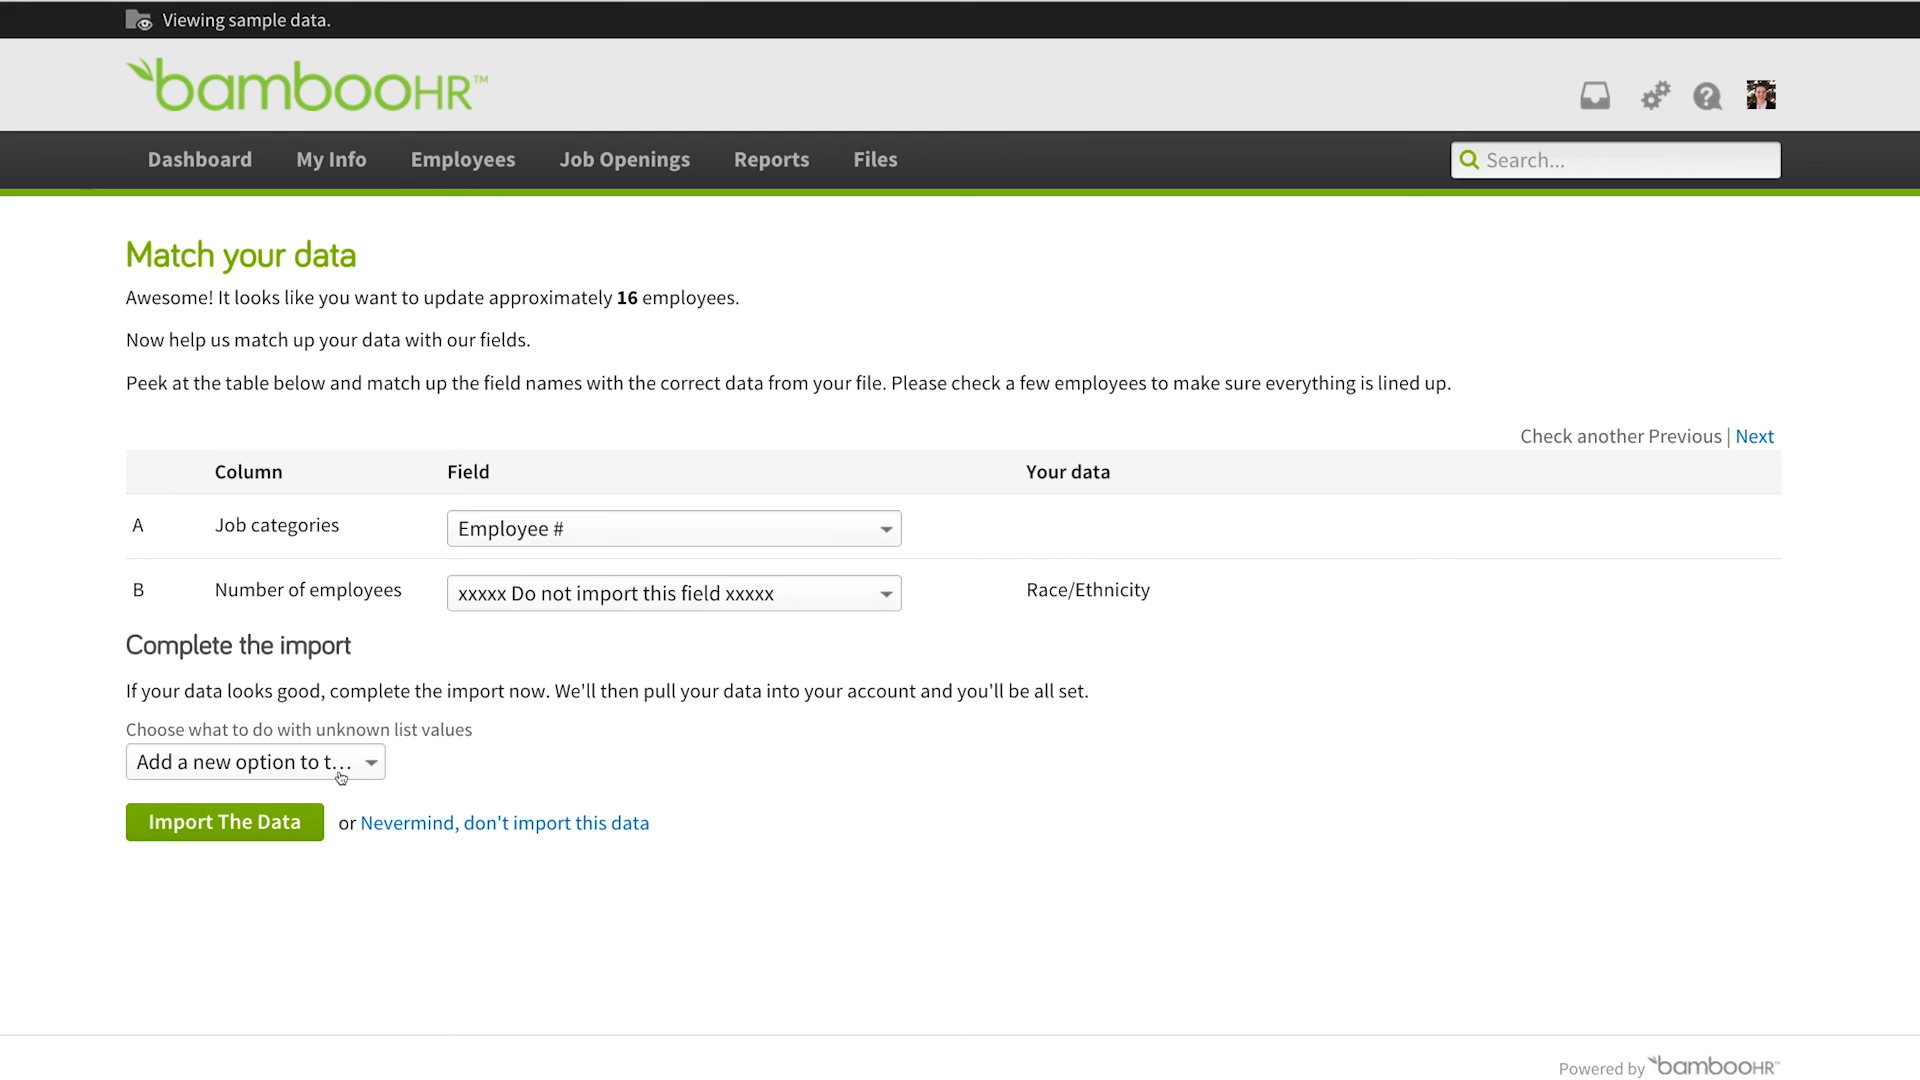 Viewing sample data.
bambooHR™
Dashboard My Info Employees Job Openings Reports Files Search...
Match your data
Awesome! It looks like you want to update approximately 16 employees.
Now help us match up your data with our fields.
Peek at the table below and match up the field names with the correct data from your file. Please check a few employees to make sure everything is lined up.
Check another Previous | Next
Column Field Your data
A Job categories Employee #
B Number of employees xxxxx Do not import this field xxxxx Race/Ethnicity
Complete the import
If your data looks good, complete the import now. We'll then pull your data into your account and you'll be all set.
Choose what to do with unknown list values
Add a new option to t...
Import The Data or Nevermind, don't import this data
Powered by bambooHR™